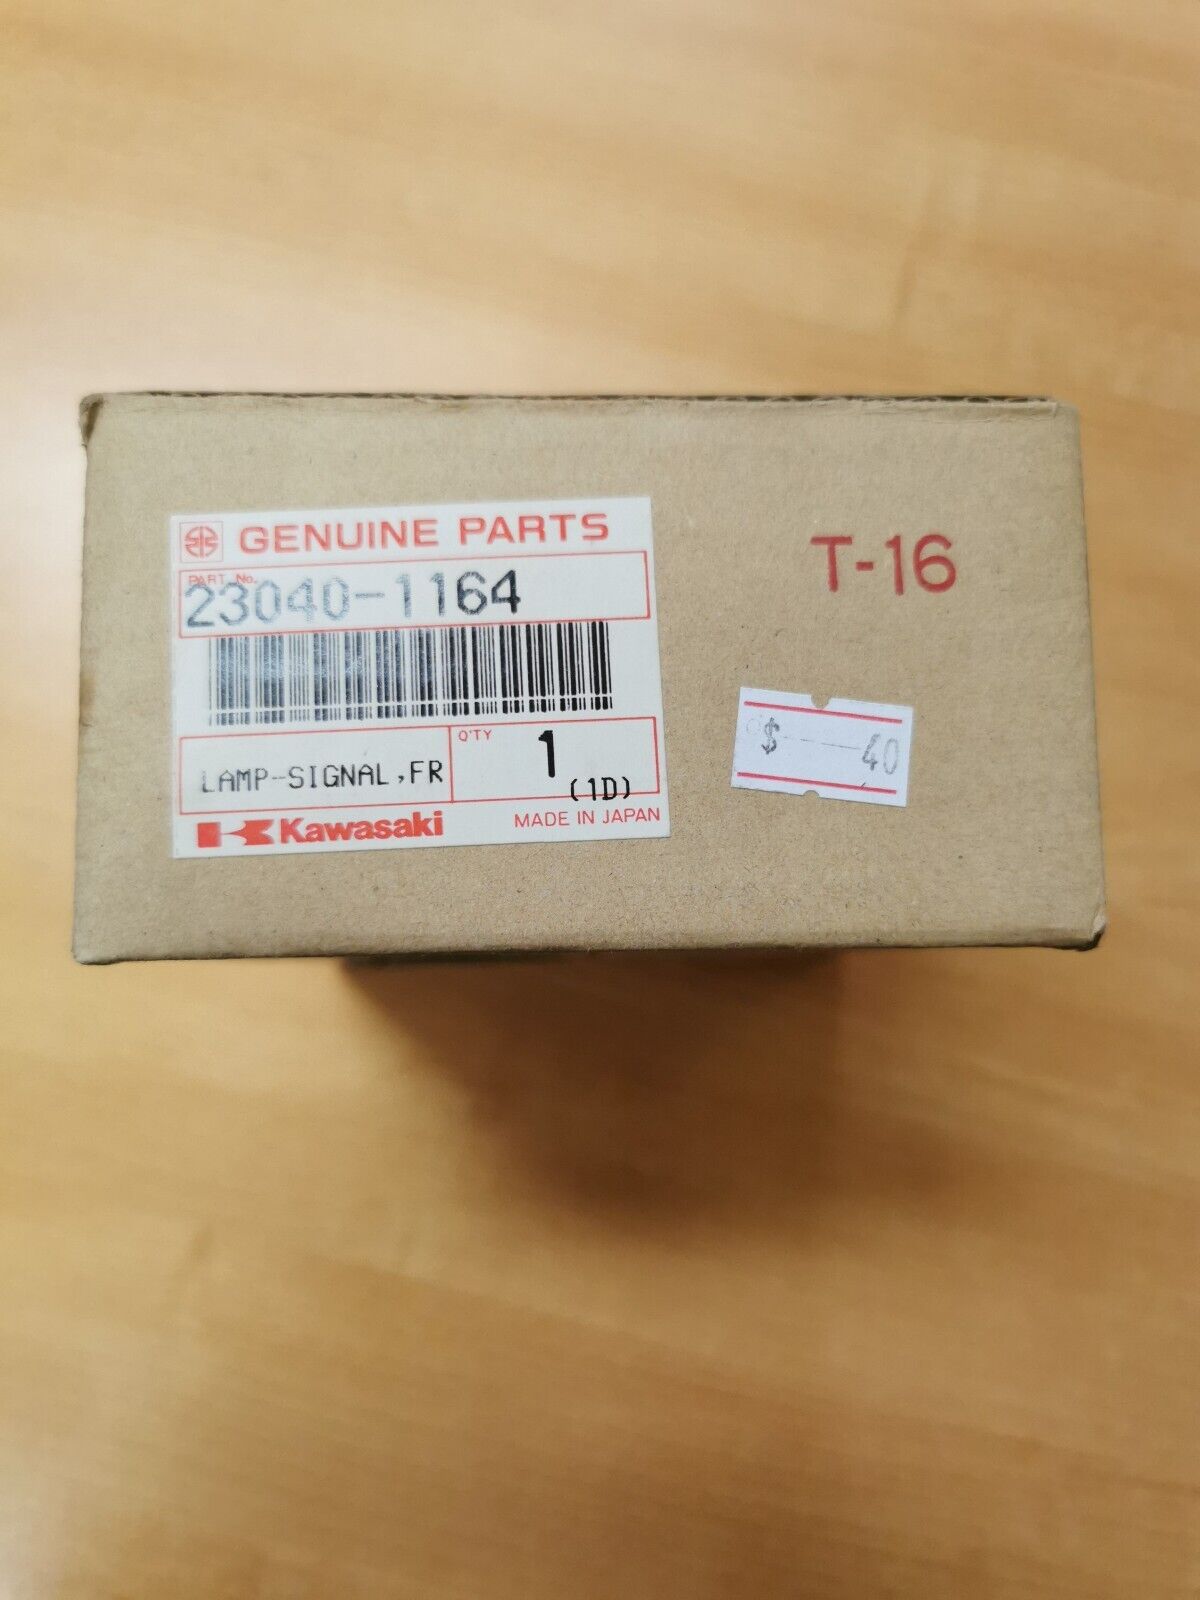 GENUINE PARTS
PART No.
23040-1164
LAMP-SIGNAL,FR
Q'TY
1
(1D)
Kawasaki
MADE IN JAPAN
T-16
$ ----40